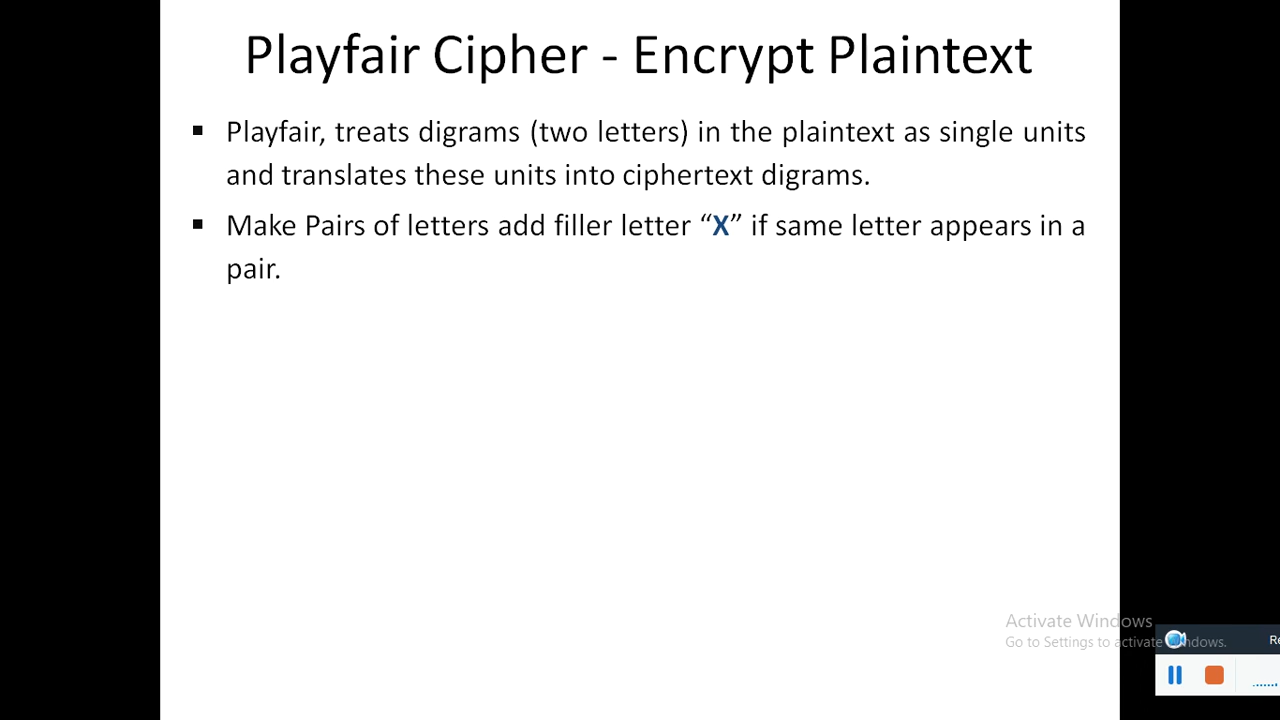 Playfair Cipher - Encrypt Plaintext
▪ Playfair, treats digrams (two letters) in the plaintext as single units
and translates these units into ciphertext digrams.
▪ Make Pairs of letters add filler letter “X” if same letter appears in a
pair.
Activate Windows
Go to Settings to activate Windows.
Re